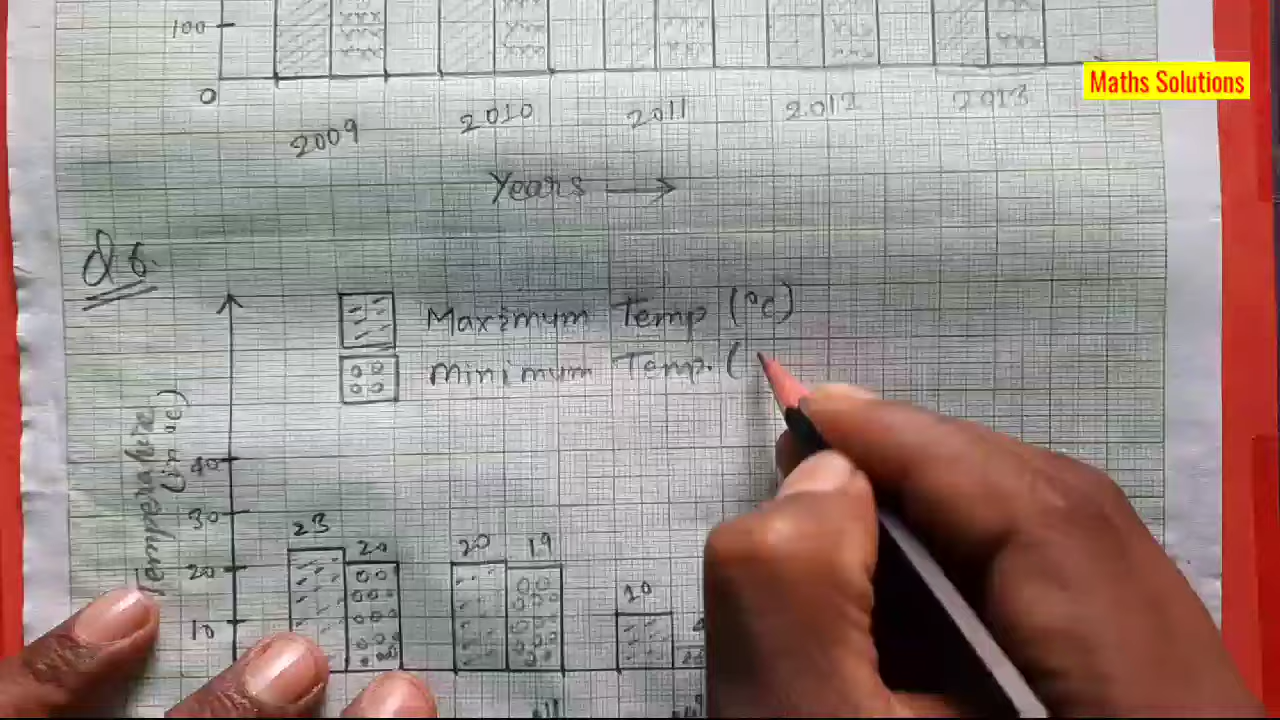 100
0
Maths Solutions
2009 2010 2011 2012 2013
Years
Q 6.
Maximum Temp (°C)
Minimum Temp. (
Temperature
(in °C)
40
30
20
10
23 20 20 19 10